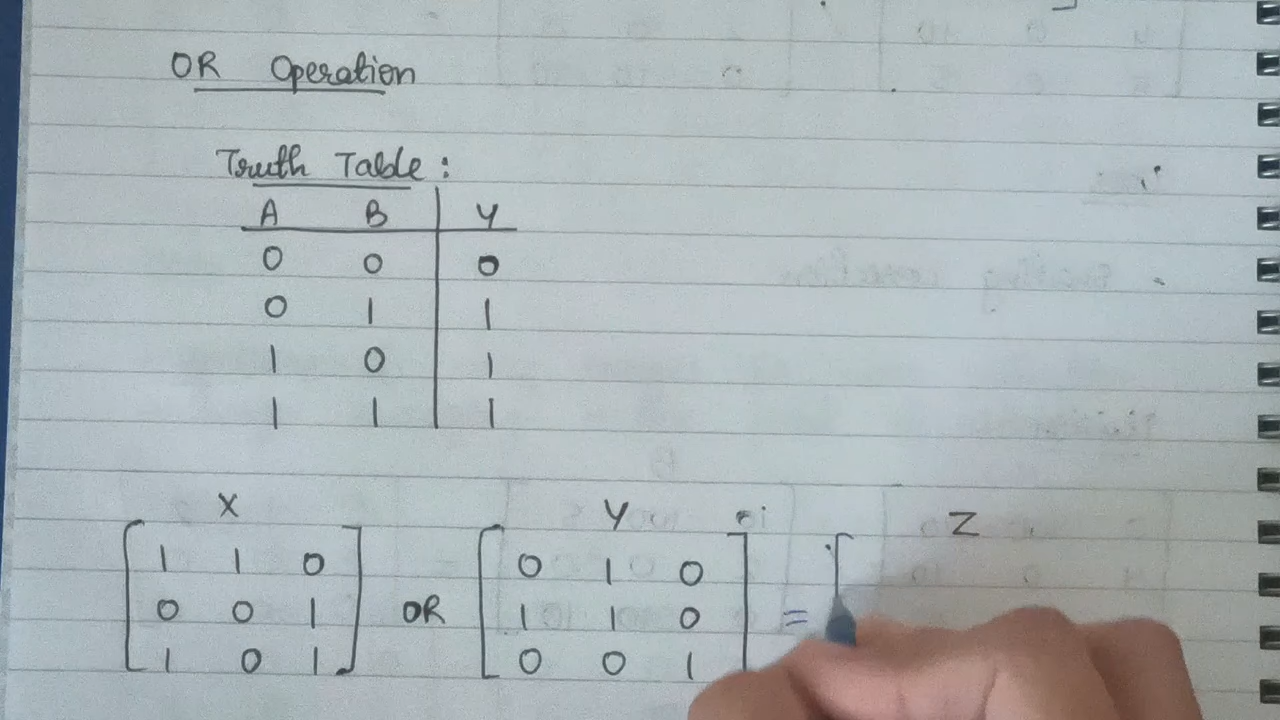 OR Operation
Truth Table :
A B Y
0 0 0
0 1 1
1 0 1
1 1 1
X Y Z
1 1 0 0 1 0
0 0 1 OR 1 1 0 =
1 0 1 0 0 1